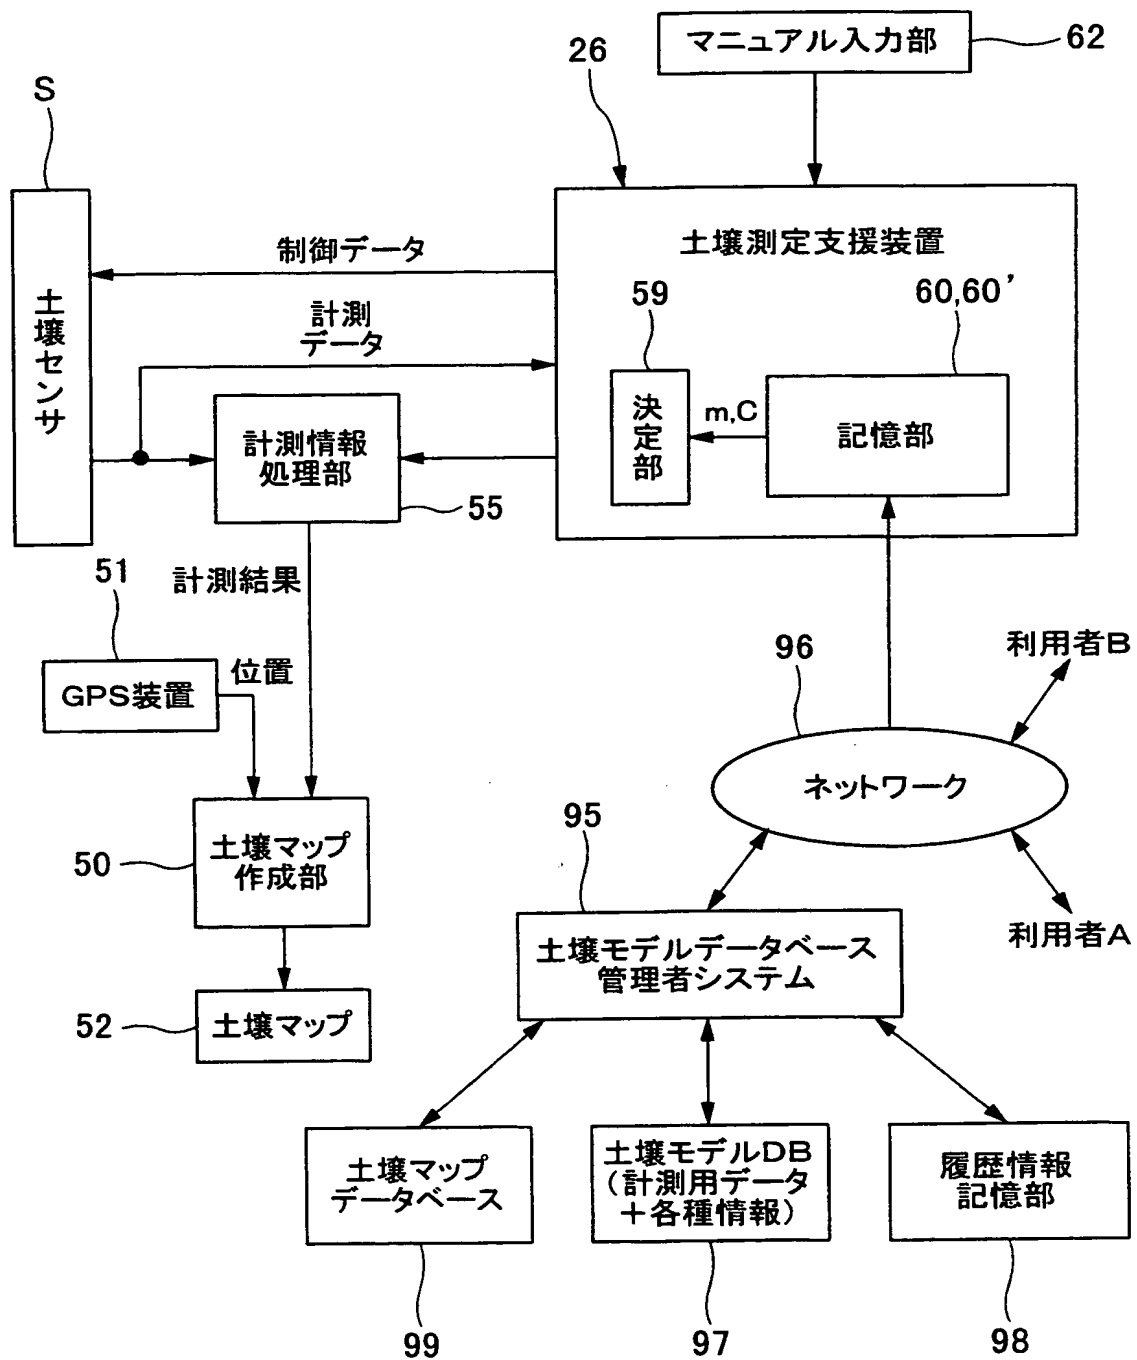 マニュアル入力部
62
26
S
土壌測定支援装置
制御データ
土壌センサ
59
60,60'
計測
データ
決定部
m,C
記憶部
計測情報
処理部
55
51
計測結果
GPS装置
位置
96
利用者B
ネットワーク
95
50
土壌マップ
作成部
利用者A
土壌モデルデータベース
管理者システム
52
土壌マップ
土壌マップ
データベース
土壌モデルDB
(計測用データ
+各種情報)
履歴情報
記憶部
99
97
98